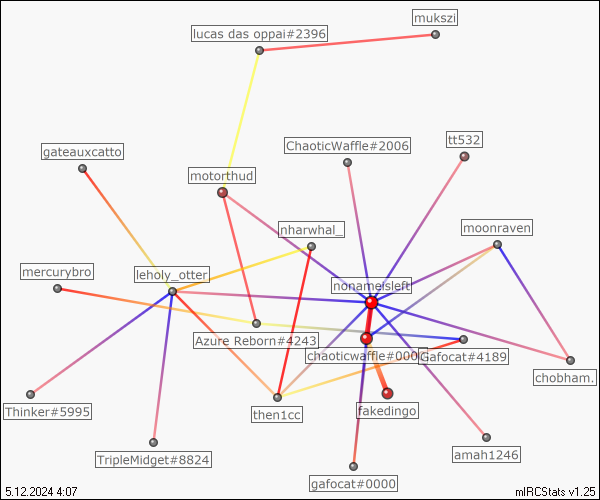 mukszi
lucas das oppai#2396
ChaoticWaffle#2006
tt532
gateauxcatto
motorthud
nharwhal_
moonraven
mercurybro
leholy_otter
nonameisleft
Azure Reborn#4243
chaoticwaffle#000
Gafocat#4189
chobham.
Thinker#5995
then1cc
fakedingo
TripleMidget#8824
amah1246
gafocat#0000
5.12.2024 4:07
mIRCStats v1.25